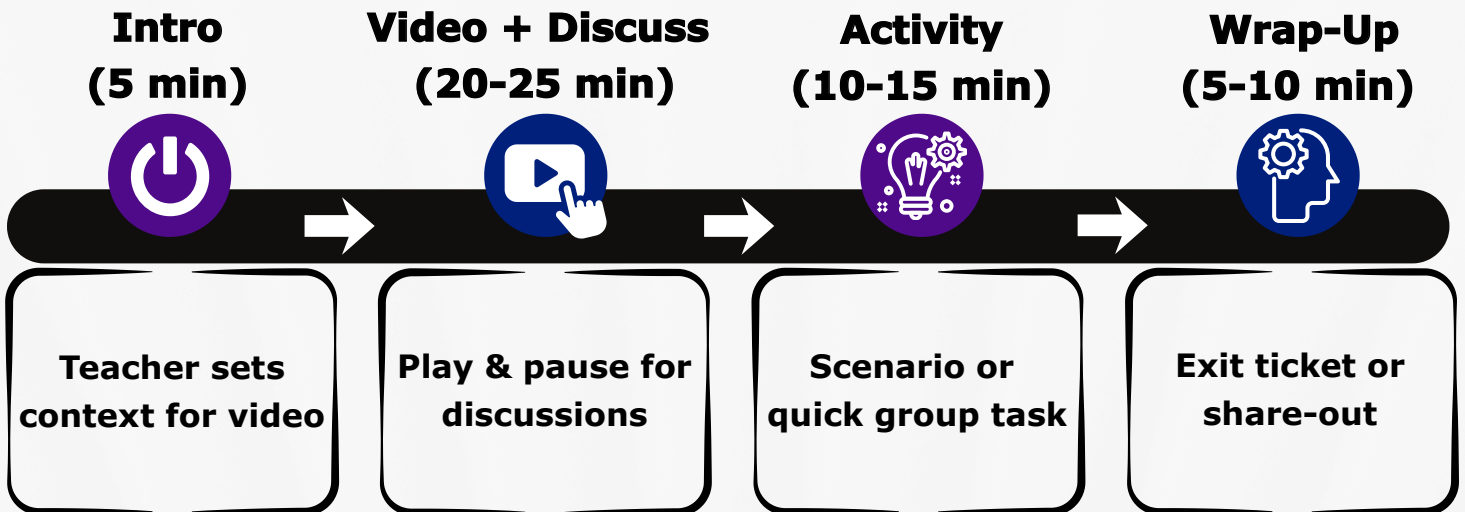 Intro
(5 min)
Video + Discuss
(20-25 min)
Activity
(10-15 min)
Wrap-Up
(5-10 min)
Teacher sets
context for video
Play & pause for
discussions
Scenario or
quick group task
Exit ticket or
share-out